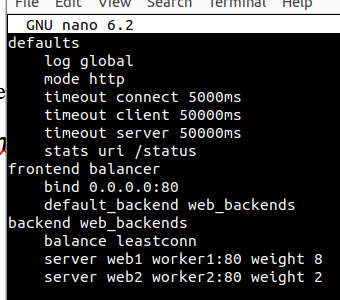 File Edit View Search Terminal Help
GNU nano 6.2
defaults
    log global
    mode http
    timeout connect 5000ms
    timeout client 50000ms
    timeout server 50000ms
    stats uri /status
frontend balancer
    bind 0.0.0.0:80
    default_backend web_backends
backend web_backends
    balance leastconn
    server web1 worker1:80 weight 8
    server web2 worker2:80 weight 2